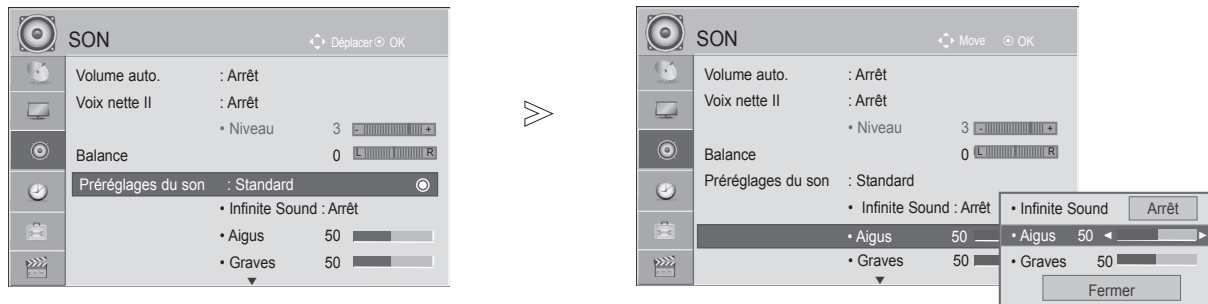 SON Déplacer OK
Volume auto. : Arrêt
Voix nette II : Arrêt
• Niveau 3 - +
Balance 0 L R
Préréglages du son : Standard
• Infinite Sound : Arrêt
• Aigus 50
• Graves 50
SON Move OK
Volume auto. : Arrêt
Voix nette II : Arrêt
• Niveau 3 - +
Balance 0 L R
Préréglages du son : Standard
• Infinite Sound : Arrêt
• Aigus 50
• Graves 50
• Infinite Sound Arrêt
• Aigus 50
• Graves 50
Fermer